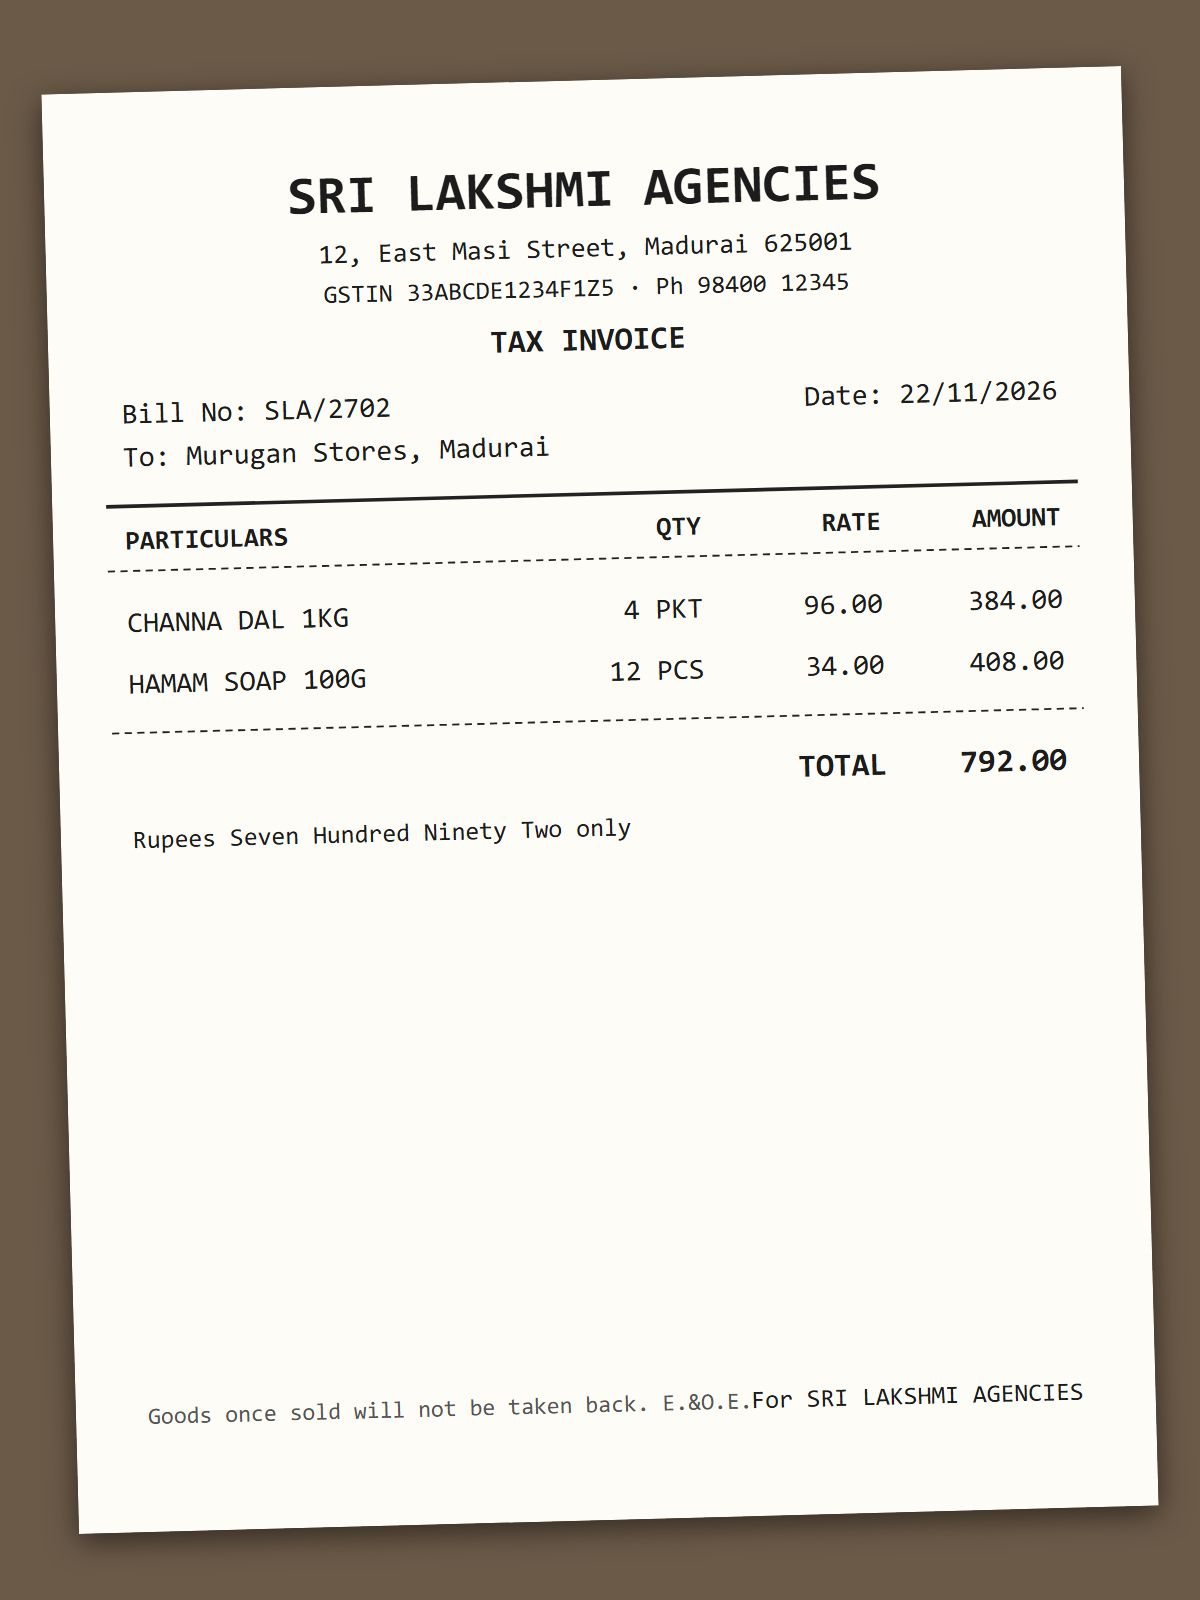 SRI LAKSHMI AGENCIES
12, East Masi Street, Madurai 625001
GSTIN 33ABCDE1234F1Z5 · Ph 98400 12345
TAX INVOICE
Bill No: SLA/2702 Date: 22/11/2026
To: Murugan Stores, Madurai
PARTICULARS QTY RATE AMOUNT
CHANNA DAL 1KG 4 PKT 96.00 384.00
HAMAM SOAP 100G 12 PCS 34.00 408.00
TOTAL 792.00
Rupees Seven Hundred Ninety Two only
Goods once sold will not be taken back. E.&O.E.For SRI LAKSHMI AGENCIES